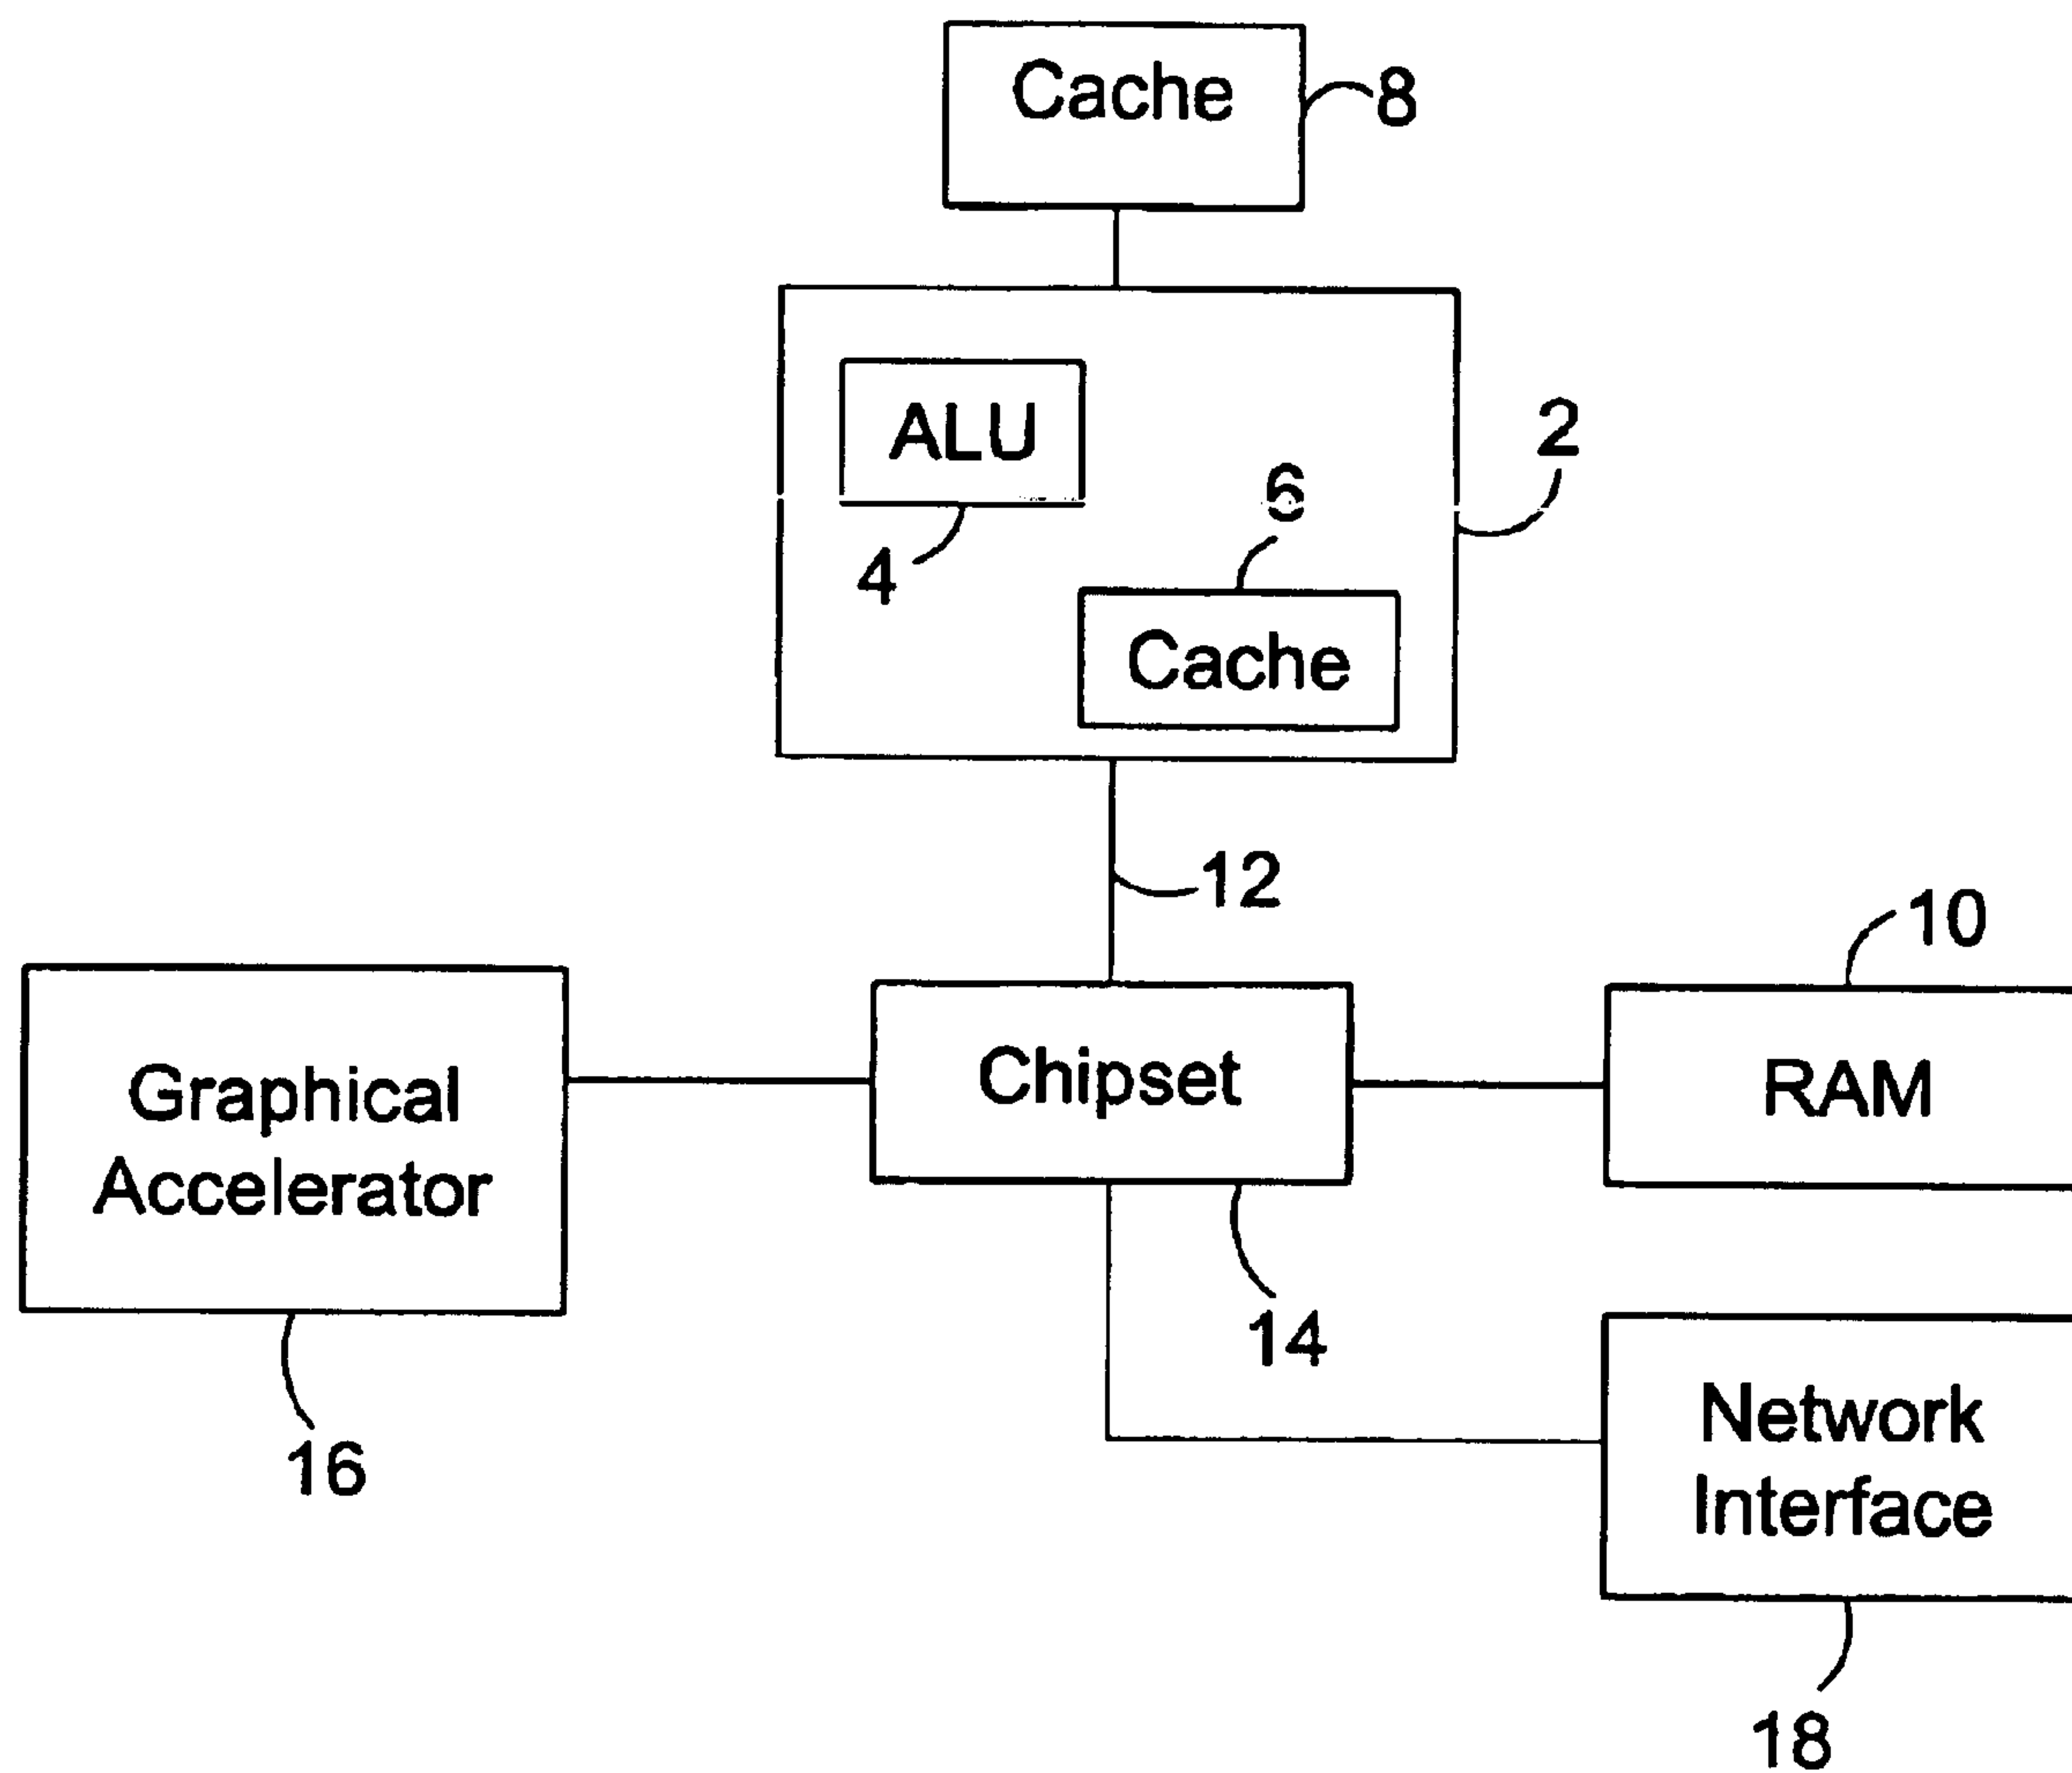 Cache
8
ALU
2
6
4
Cache
12
10
Graphical
Accelerator
Chipset
RAM
14
Network
Interface
16
18